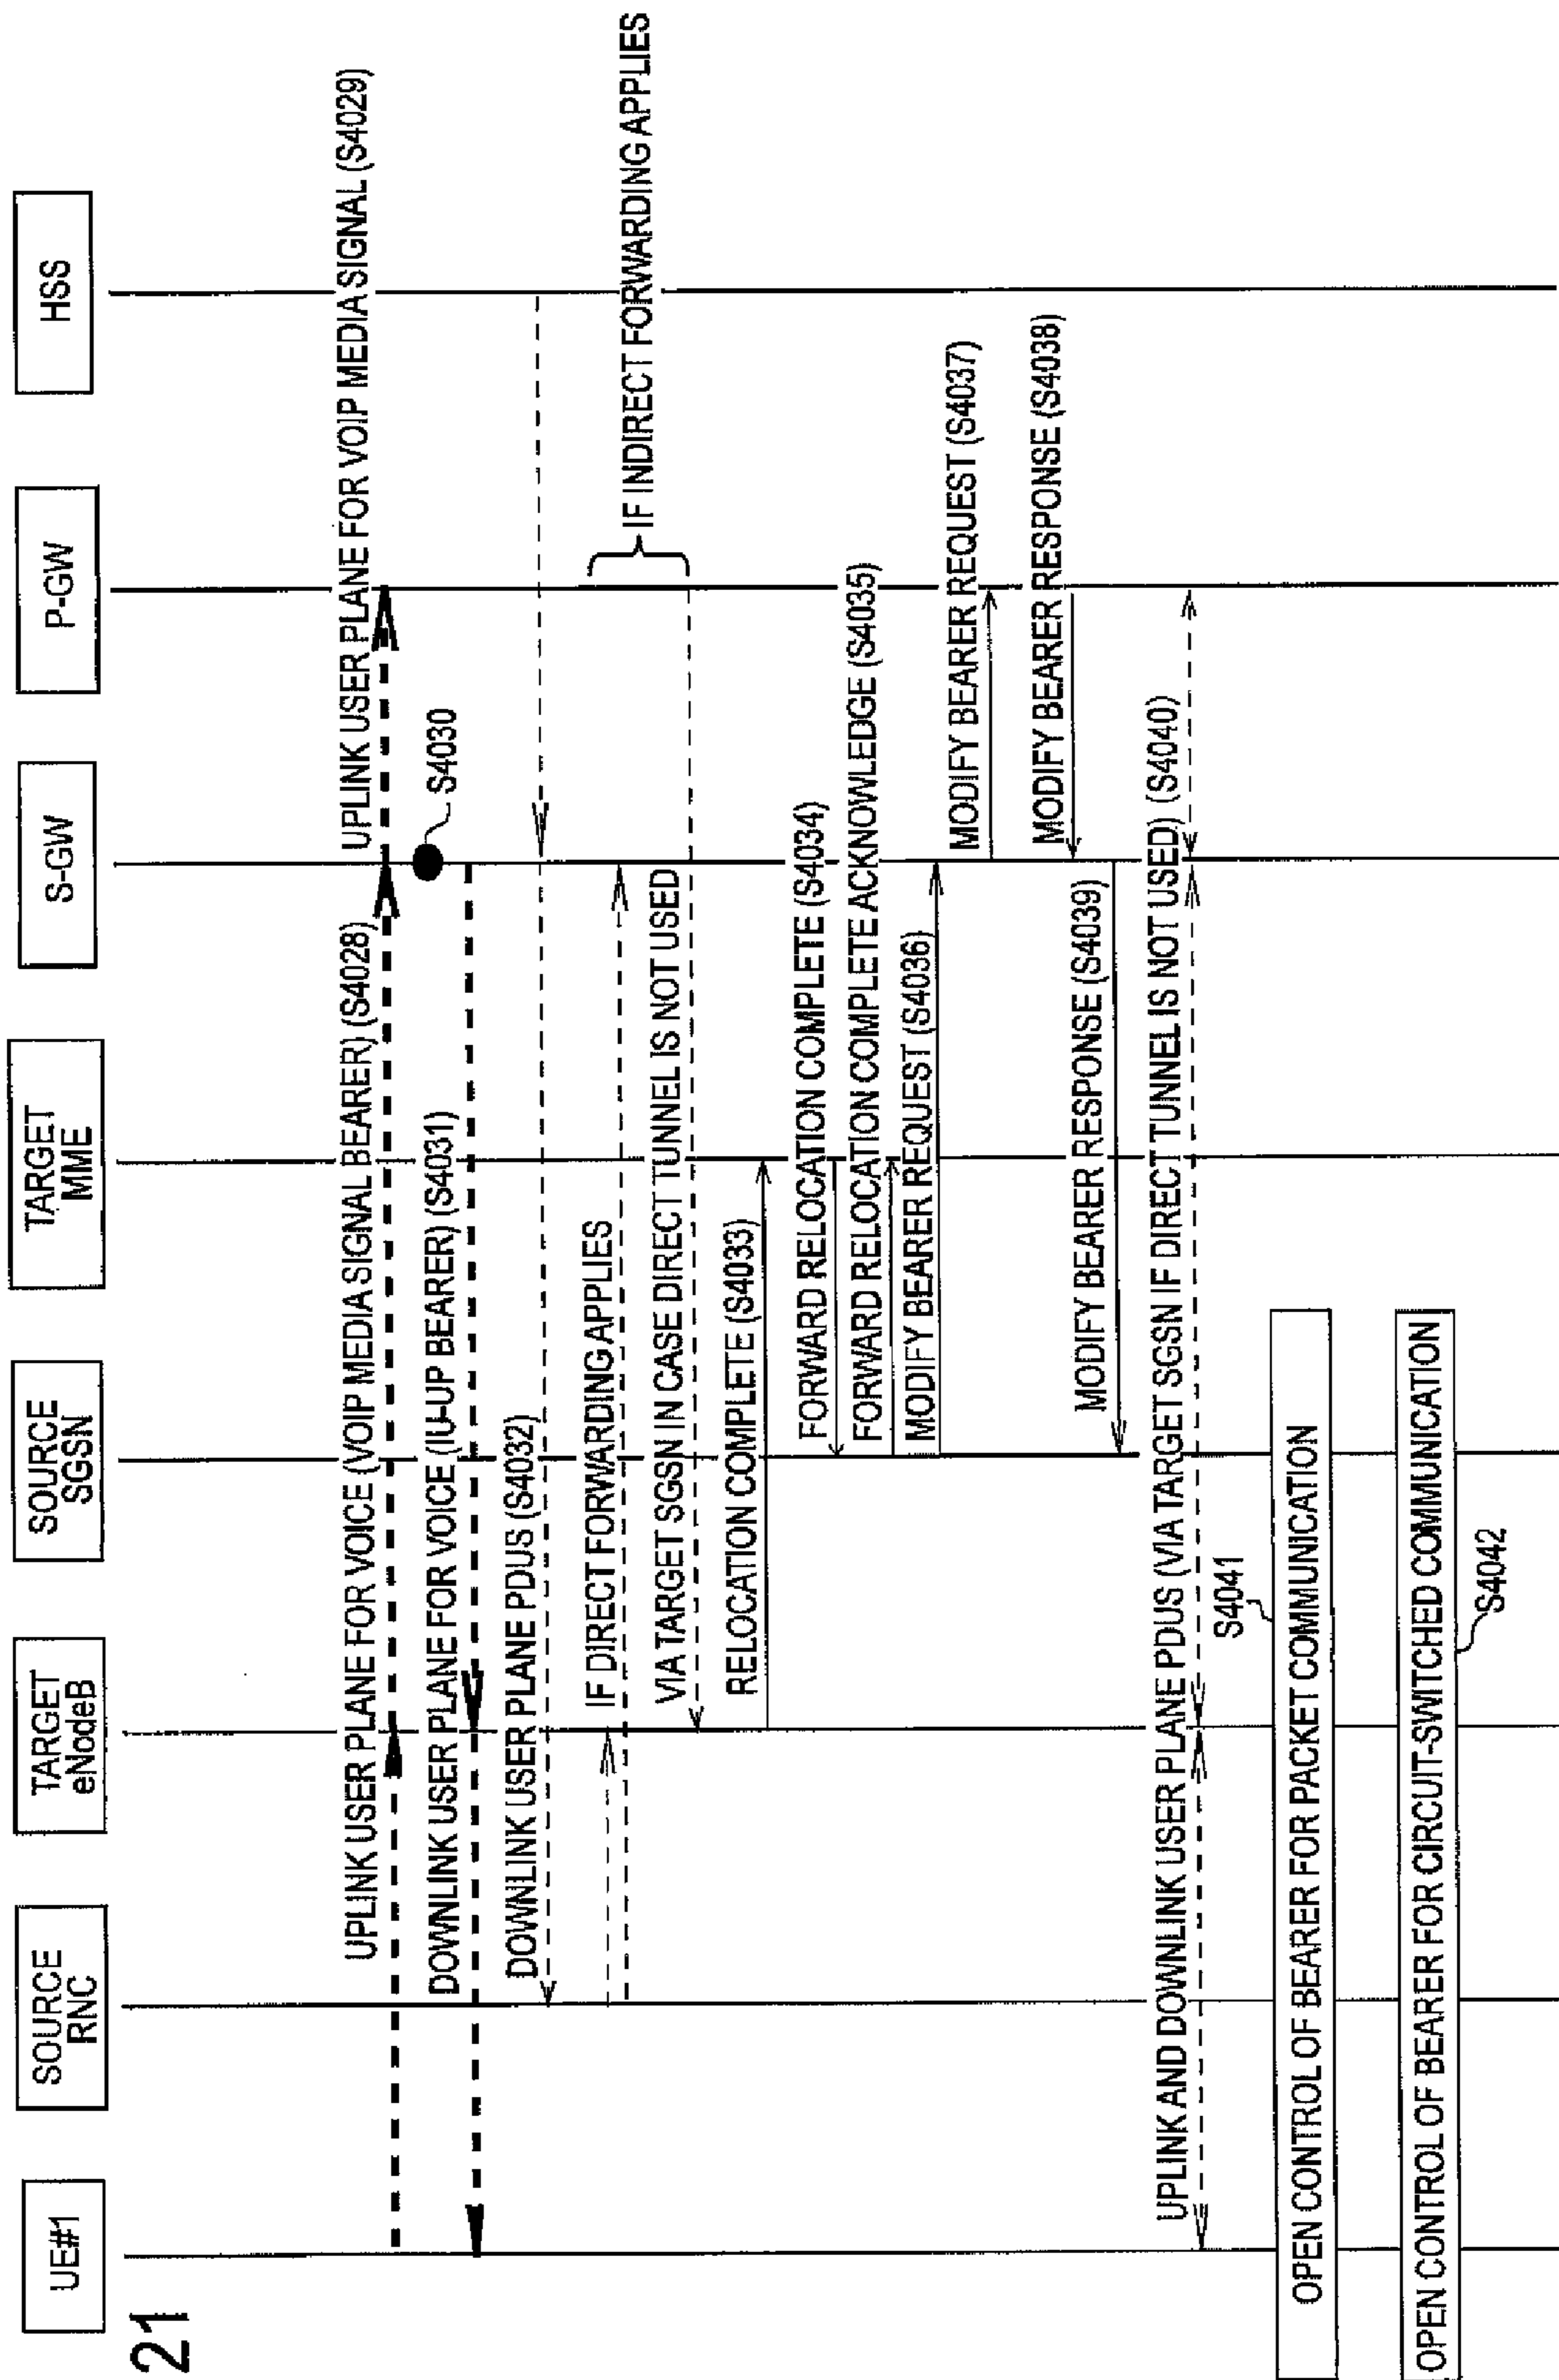 21
UE#1
SOURCE
RNC
TARGET
eNodeB
SOURCE
SGSN
TARGET
MME
S-GW
P-GW
HSS
UPLINK USER PLANE FOR VOICE (VOIP MEDIA SIGNAL BEARER) (S4028)
UPLINK USER PLANE FOR VOIP MEDIA SIGNAL (S4029)
S4030
DOWNLINK USER PLANE FOR VOICE (IU-UP BEARER) (S4031)
DOWNLINK USER PLANE PDUS (S4032)
IF DIRECT FORWARDING APPLIES
IF INDIRECT FORWARDING APPLIES
VIA TARGET SGSN IN CASE DIRECT TUNNEL IS NOT USED
RELOCATION COMPLETE (S4033)
FORWARD RELOCATION COMPLETE (S4034)
FORWARD RELOCATION COMPLETE ACKNOWLEDGE (S4035)
MODIFY BEARER REQUEST (S4036)
MODIFY BEARER REQUEST (S4037)
MODIFY BEARER RESPONSE (S4038)
MODIFY BEARER RESPONSE (S4039)
UPLINK AND DOWNLINK USER PLANE PDUS (VIA TARGET SGSN IF DIRECT TUNNEL IS NOT USED) (S4040)
S4041
OPEN CONTROL OF BEARER FOR PACKET COMMUNICATION
OPEN CONTROL OF BEARER FOR CIRCUIT-SWITCHED COMMUNICATION
S4042